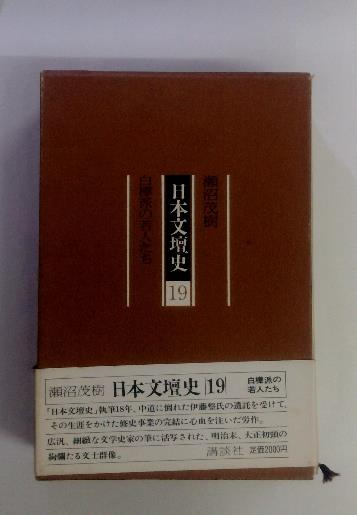 瀬沼茂樹
日本文壇史
19
白樺派の若人たち
瀬沼茂樹 日本文壇史 19 白樺派の若人たち
『日本文壇史』執筆18年、中道に倒れた伊藤整氏の遺託を受けて、
その生涯をかけた修史事業の完結に心血を注いだ労作。
広汎、細緻な文学史家の筆に活写された、明治末、大正初頭の
絢爛たる文士群像。
講談社 定価2000円